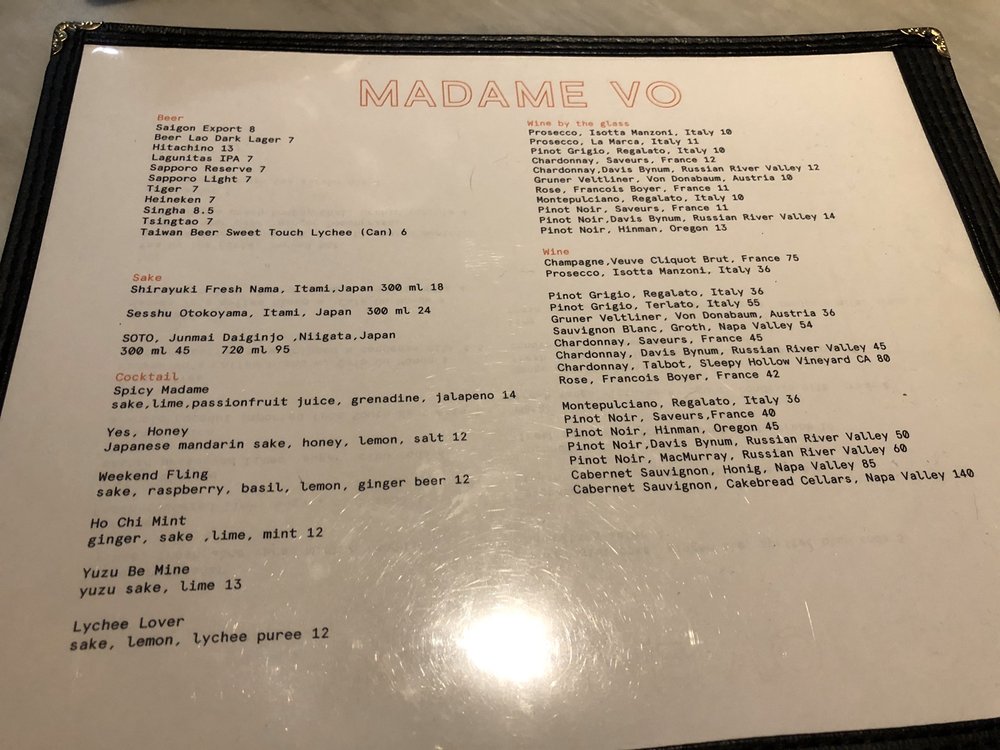 MADAME VO
Beer
Saigon Export 8
Beer Lao Dark Lager 7
Hitachino 13
Lagunitas IPA 7
Sapporo Reserve 7
Sapporo Light 7
Tiger 7
Heineken 7
Singha 8.5
Tsingtao 7
Taiwan Beer Sweet Touch Lychee (Can) 6
Sake
Shirayuki Fresh Nama, Itami,Japan 300 ml 18
Sesshu Otokoyama, Itami, Japan 300 ml 24
SOTO, Junmai Daiginjo ,Niigata,Japan
300 ml 45 720 ml 95
Cocktail
Spicy Madame
sake,lime,passionfruit juice, grenadine, jalapeno 14
Yes, Honey
Japanese mandarin sake, honey, lemon, salt 12
Weekend Fling
sake, raspberry, basil, lemon, ginger beer 12
Ho Chi Mint
ginger, sake ,lime, mint 12
Yuzu Be Mine
yuzu sake, lime 13
Lychee Lover
sake, lemon, lychee puree 12
Wine by the glass
Prosecco, Isotta Manzoni, Italy 10
Prosecco, La Marca, Italy 11
Pinot Grigio, Regalato, Italy 10
Chardonnay, Saveurs, France 12
Chardonnay,Davis Bynum, Russian River Valley 12
Gruner Veltliner, Von Donabaum, Austria 10
Rose, Francois Boyer, France 11
Montepulciano, Regalato, Italy 10
Pinot Noir, Saveurs, France 11
Pinot Noir,Davis Bynum, Russian River Valley 14
Pinot Noir, Hinman, Oregon 13
Wine
Champagne,Veuve Cliquot Brut, France 75
Prosecco, Isotta Manzoni, Italy 36
Pinot Grigio, Regalato, Italy 36
Pinot Grigio, Terlato, Italy 55
Gruner Veltliner, Von Donabaum, Austria 36
Sauvignon Blanc, Groth, Napa Valley 54
Chardonnay, Saveurs, France 45
Chardonnay, Davis Bynum, Russian River Valley 45
Chardonnay, Talbot, Sleepy Hollow Vineyard CA 80
Rose, Francois Boyer, France 42
Montepulciano, Regalato, Italy 36
Pinot Noir, Saveurs,France 40
Pinot Noir, Hinman, Oregon 45
Pinot Noir,Davis Bynum, Russian River Valley 50
Pinot Noir, MacMurray, Russian River Valley 60
Cabernet Sauvignon, Honig, Napa Valley 85
Cabernet Sauvignon, Cakebread Cellars, Napa Valley 140